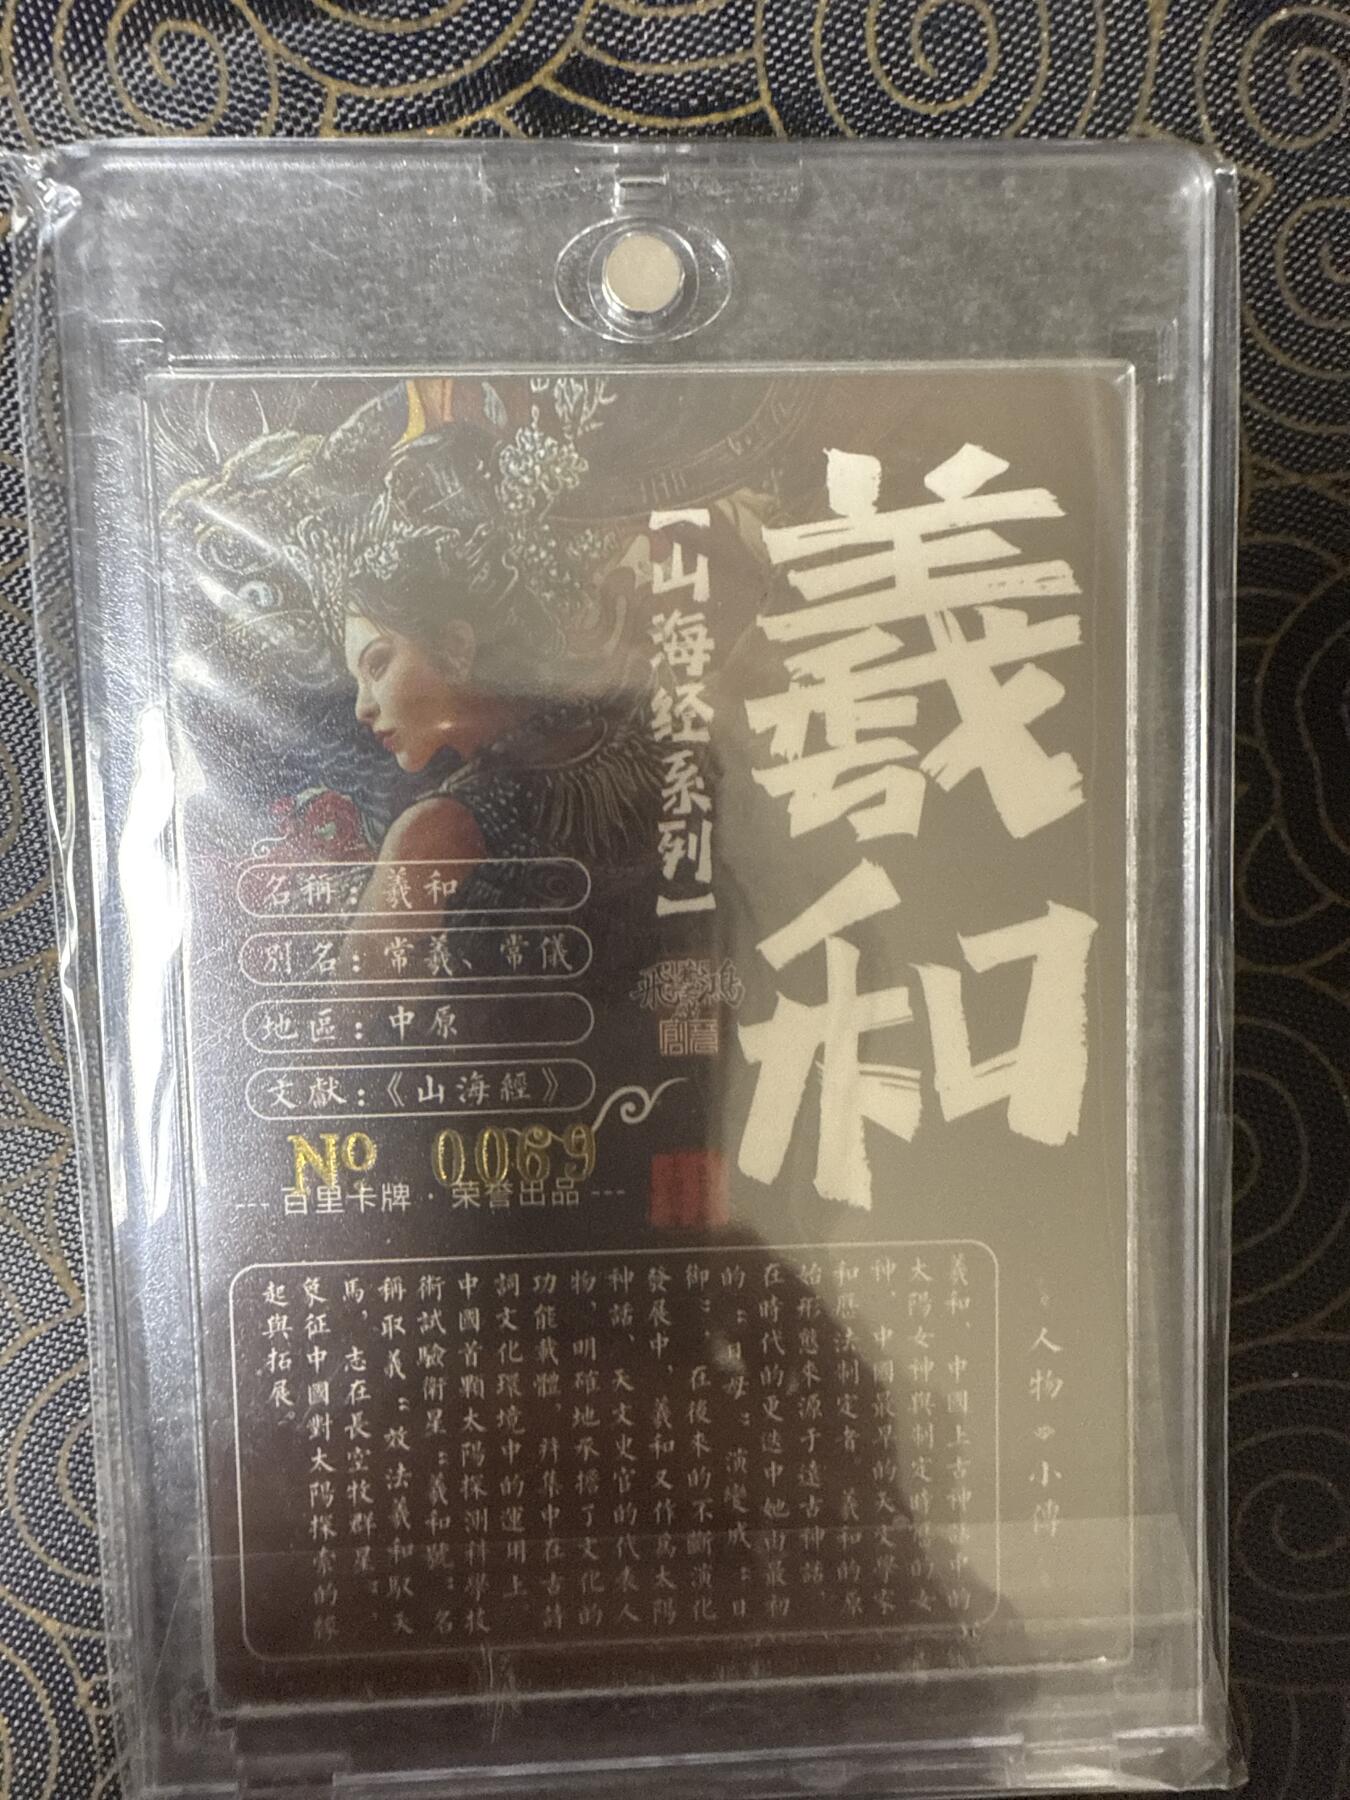 羲和
【山海经系列】
飛鴻
名稱：羲和
別名：常羲、常儀
地區：中原
文獻：《山海經》
№ 0069
--- 百里卡牌 · 荣誉出品 ---
人物 小傳
羲和，中國上古神話中的
太陽女神與制定時曆的女
神，中國最早的天文學家
和歷法制定者。羲和的原
始形態來源于遠古神話，
在時代的更迭中她由最初
的“日母”演變成“日
御”，在後來的不斷演化
發展中，羲和又作爲太陽
神話、天文史官的代表人
物，明確地承擔了文化的
功能載體，并集中在古詩
詞文化環境中的運用上。
中國首顆太陽探測科學技
術試驗衛星“羲和號”名
稱取義“效法羲和馭天
馬，志在長空牧群星”，
象征中國對太陽探索的緣
起與拓展。